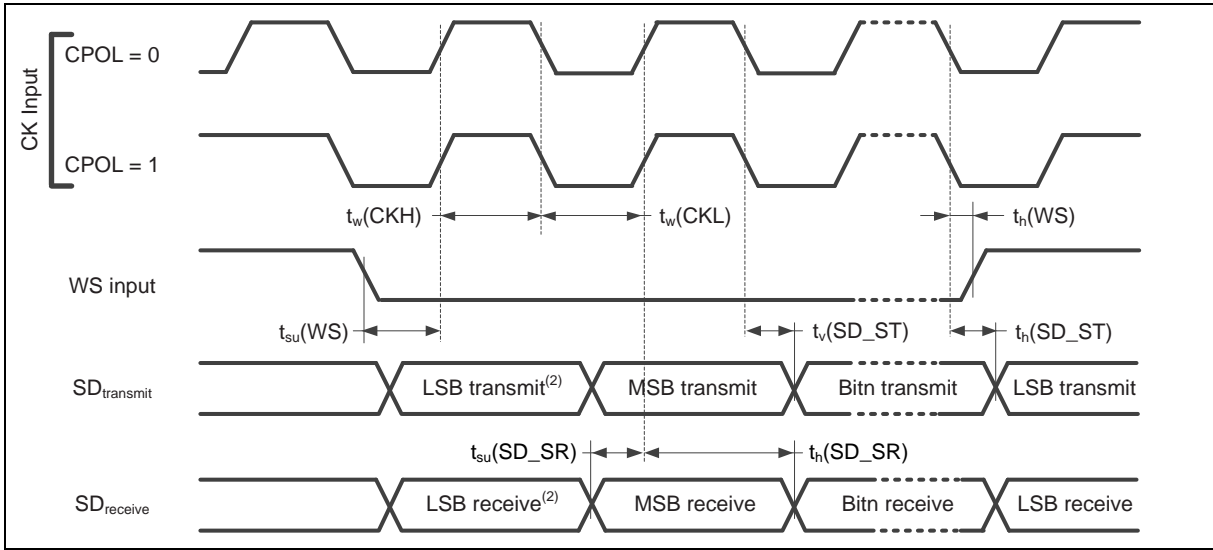 CK Input
CPOL = 0
CPOL = 1
tw(CKH)
tw(CKL)
th(WS)
WS input
tsu(WS)
tv(SD_ST)
th(SD_ST)
SDtransmit
LSB transmit(2)
MSB transmit
Bitn transmit
LSB transmit
tsu(SD_SR)
th(SD_SR)
SDreceive
LSB receive(2)
MSB receive
Bitn receive
LSB receive